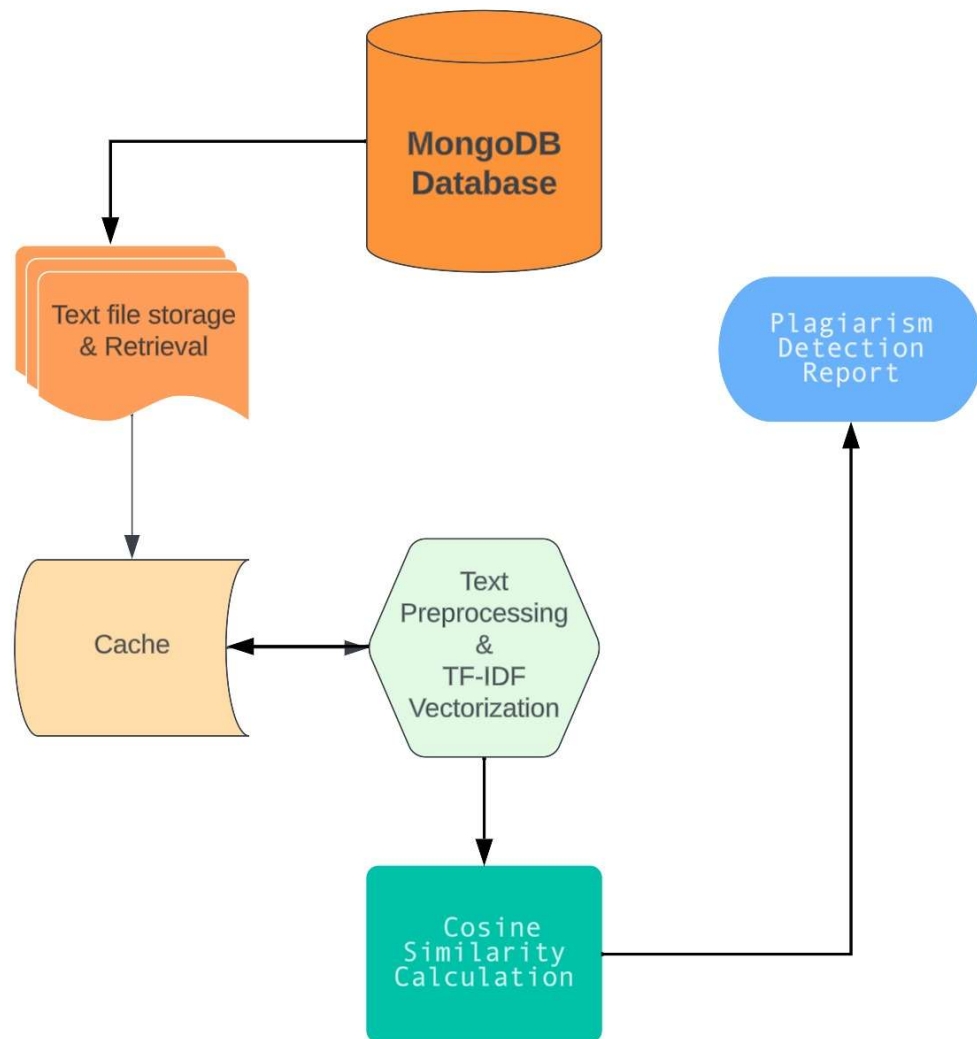 MongoDB
Database
Text file storage
& Retrieval
Plagiarism
Detection
Report
Cache
Text
Preprocessing
&
TF-IDF
Vectorization
Cosine
Similarity
Calculation